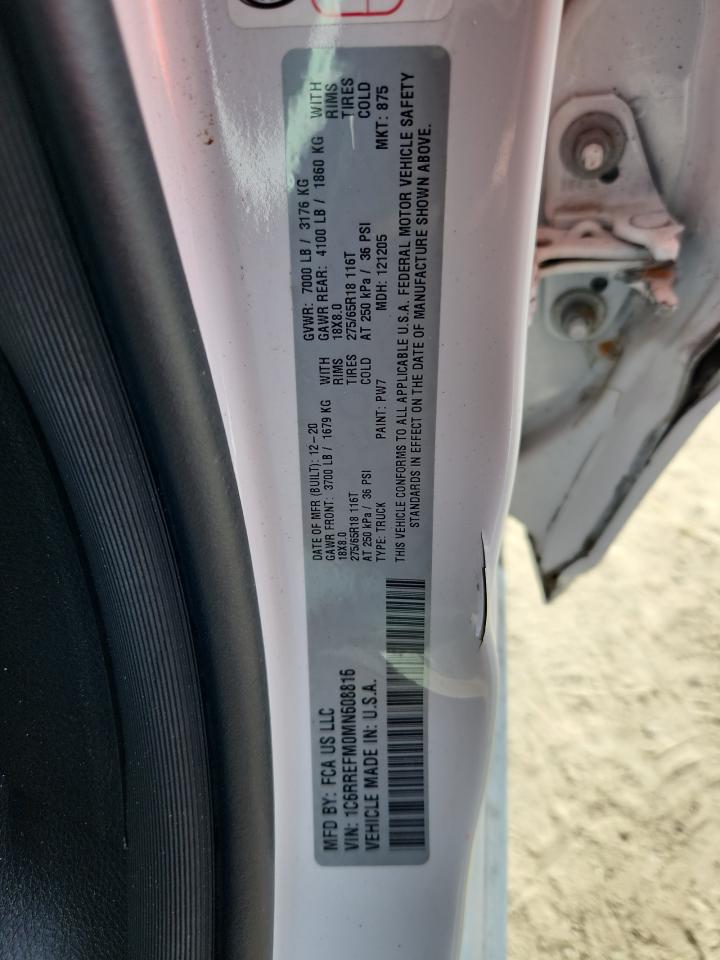 MFD BY: FCA US LLC
VIN: 1C6RREFM0MN608816
VEHICLE MADE IN: U.S.A.
DATE OF MFR (BUILT): 12-20
GAWR FRONT: 3700 LB / 1679 KG WITH
18X8.0 RIMS
275/65R18 116T TIRES
AT 250 kPa / 36 PSI COLD
TYPE: TRUCK PAINT: PW7
GVWR: 7000 LB / 3176 KG
GAWR REAR: 4100 LB / 1860 KG WITH
18X8.0 RIMS
275/65R18 116T TIRES
AT 250 kPa / 36 PSI COLD
MDH: 121205 MKT: 875
THIS VEHICLE CONFORMS TO ALL APPLICABLE U.S.A. FEDERAL MOTOR VEHICLE SAFETY
STANDARDS IN EFFECT ON THE DATE OF MANUFACTURE SHOWN ABOVE.